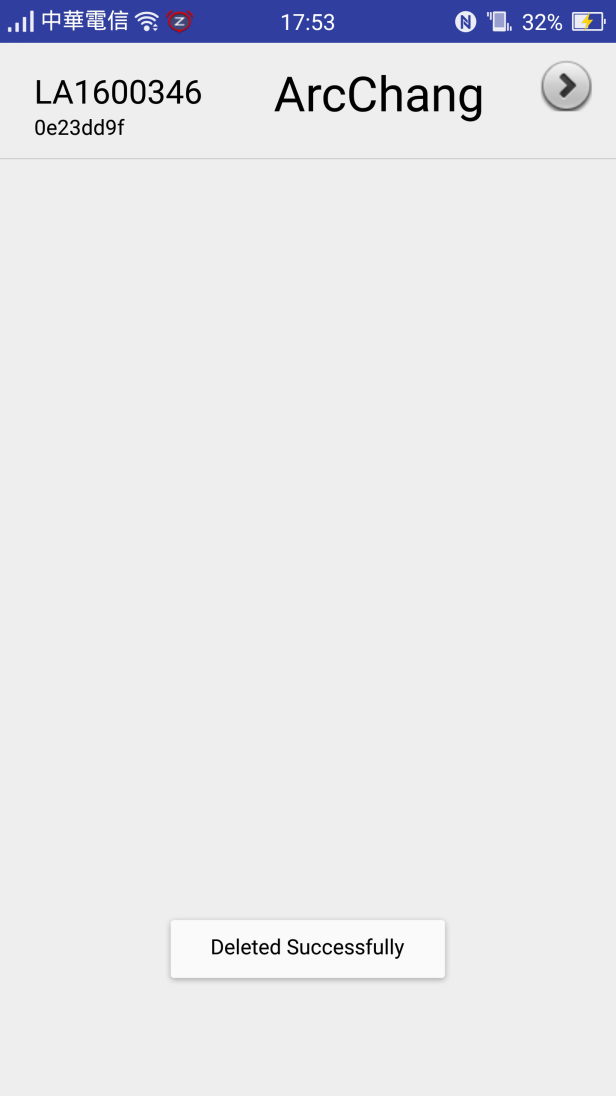 中華電信 17:53 32%
LA1600346 ArcChang
0e23dd9f
Deleted Successfully